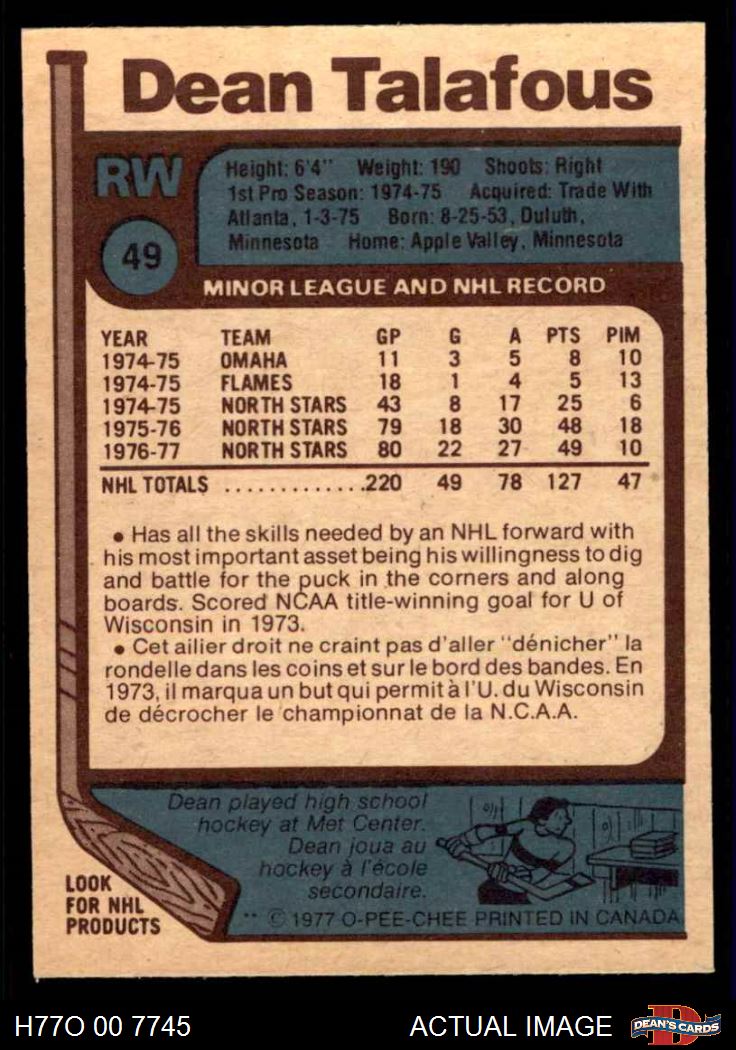 Dean Talafous
RW
49
Height: 6'4" Weight: 190 Shoots: Right
1st Pro Season: 1974-75 Acquired: Trade With
Atlanta, 1-3-75 Born: 8-25-53, Duluth,
Minnesota Home: Apple Valley, Minnesota
MINOR LEAGUE AND NHL RECORD
YEAR TEAM GP G A PTS PIM
1974-75 OMAHA 11 3 5 8 10
1974-75 FLAMES 18 1 4 5 13
1974-75 NORTH STARS 43 8 17 25 6
1975-76 NORTH STARS 79 18 30 48 18
1976-77 NORTH STARS 80 22 27 49 10
NHL TOTALS .............220 49 78 127 47
• Has all the skills needed by an NHL forward with
his most important asset being his willingness to dig
and battle for the puck in the corners and along
boards. Scored NCAA title-winning goal for U of
Wisconsin in 1973.
• Cet ailier droit ne craint pas d'aller "dénicher" la
rondelle dans les coins et sur le bord des bandes. En
1973, il marqua un but qui permit à l'U. du Wisconsin
de décrocher le championnat de la N.C.A.A.
Dean played high school
hockey at Met Center.
Dean joua au
hockey à l'école
secondaire.
LOOK
FOR NHL
PRODUCTS
** © 1977 O-PEE-CHEE PRINTED IN CANADA
H77O 00 7745 ACTUAL IMAGE
DEAN'S CARDS